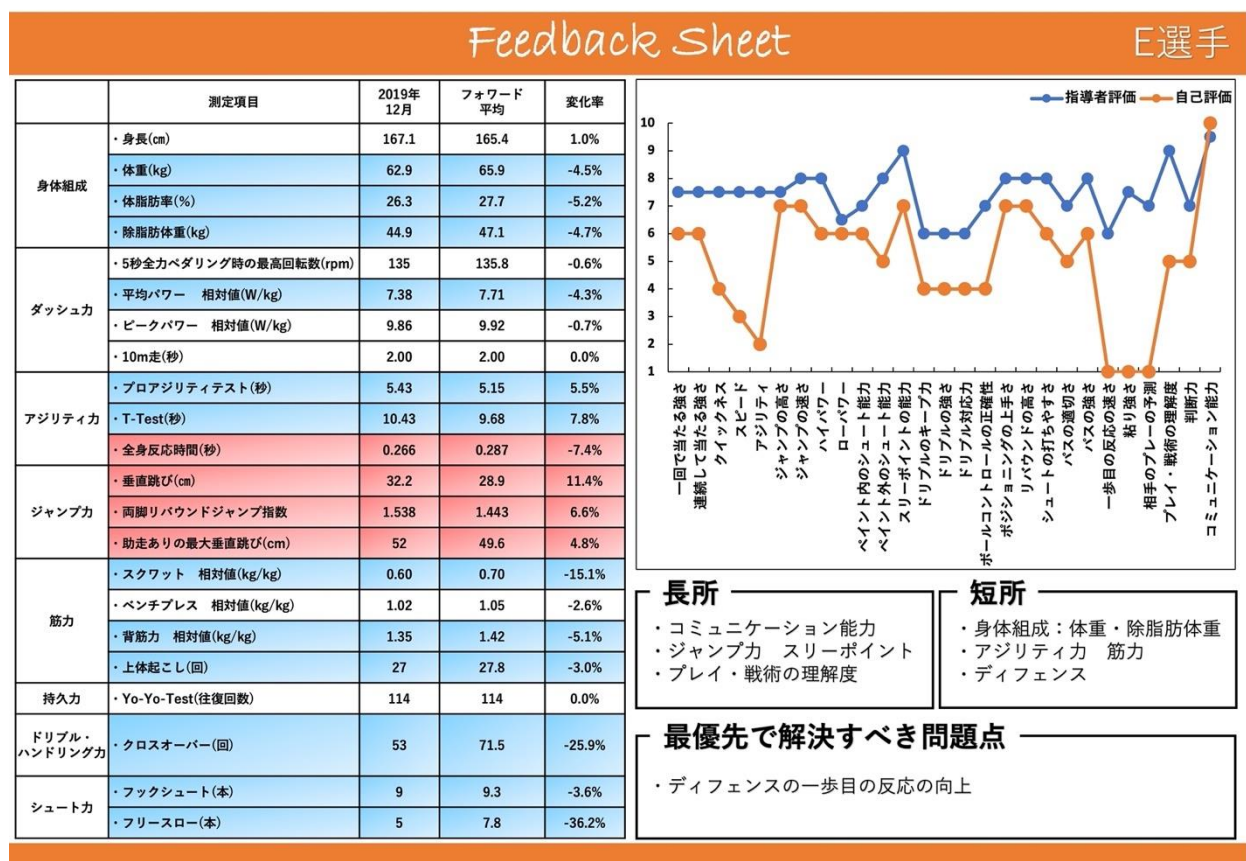 Feedback Sheet
E選手
測定項目 2019年12月 フォワード平均 変化率
身体組成
・身長(㎝) 167.1 165.4 1.0%
・体重(kg) 62.9 65.9 -4.5%
・体脂肪率(%) 26.3 27.7 -5.2%
・除脂肪体重(kg) 44.9 47.1 -4.7%
ダッシュ力
・5秒全力ペダリング時の最高回転数(rpm) 135 135.8 -0.6%
・平均パワー 相対値(W/kg) 7.38 7.71 -4.3%
・ピークパワー 相対値(W/kg) 9.86 9.92 -0.7%
・10m走(秒) 2.00 2.00 0.0%
アジリティ力
・プロアジリティテスト(秒) 5.43 5.15 5.5%
・T-Test(秒) 10.43 9.68 7.8%
・全身反応時間(秒) 0.266 0.287 -7.4%
ジャンプ力
・垂直跳び(㎝) 32.2 28.9 11.4%
・両脚リバウンドジャンプ指数 1.538 1.443 6.6%
・助走ありの最大垂直跳び(cm) 52 49.6 4.8%
筋力
・スクワット 相対値(kg/kg) 0.60 0.70 -15.1%
・ベンチプレス 相対値(kg/kg) 1.02 1.05 -2.6%
・背筋力 相対値(kg/kg) 1.35 1.42 -5.1%
・上体起こし(回) 27 27.8 -3.0%
持久力
・Yo-Yo-Test(往復回数) 114 114 0.0%
ドリブル・
ハンドリング力
・クロスオーバー(回) 53 71.5 -25.9%
シュート力
・フックシュート(本) 9 9.3 -3.6%
・フリースロー(本) 5 7.8 -36.2%
指導者評価 自己評価
10
9
8
7
6
5
4
3
2
1
一回で当たる強さ
連続して当たる強さ
クイックネス
スピード
アジリティ
ジャンプの高さ
ジャンプの速さ
ハイパワー
ローパワー
ペイント内のシュート能力
ペイント外のシュート能力
スリーポイントの能力
ドリブルのキープ力
ドリブルの強さ
ドリブル対応力
ボールコントロールの正確性
ポジショニングの上手さ
リバウンドの高さ
シュートの打ちやすさ
パスの適切さ
パスの強さ
一歩目の反応の速さ
粘り強さ
相手のプレーの予測
プレイ・戦術の理解度
判断力
コミュニケーション能力
長所
・コミュニケーション能力
・ジャンプ力 スリーポイント
・プレイ・戦術の理解度
短所
・身体組成：体重・除脂肪体重
・アジリティ力 筋力
・ディフェンス
最優先で解決すべき問題点
・ディフェンスの一歩目の反応の向上